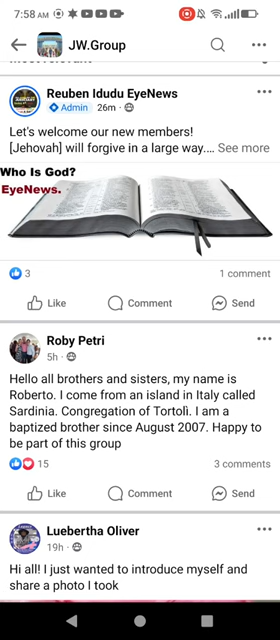 7:58 AM
JW.Group
Reuben Idudu EyeNews
Admin 26m ·
Let's welcome our new members!
[Jehovah] will forgive in a large way.... See more
Who Is God?
EyeNews.
3
1 comment
Like
Comment
Send
Roby Petri
5h ·
Hello all brothers and sisters, my name is
Roberto. I come from an island in Italy called
Sardinia. Congregation of Tortolì. I am a
baptized brother since August 2007. Happy to
be part of this group
15
3 comments
Like
Comment
Send
Luebertha Oliver
19h ·
Hi all! I just wanted to introduce myself and
share a photo I took